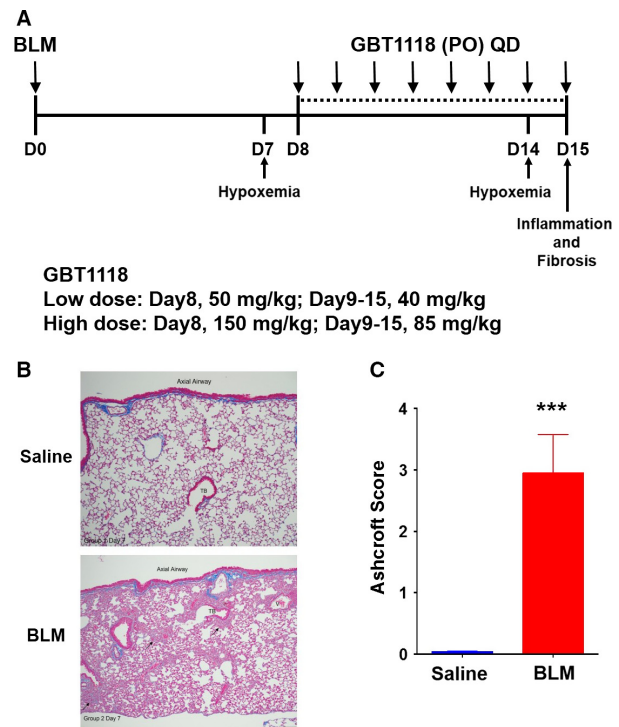 A
BLM
GBT1118 (PO) QD
D0
D7
D8
D14
D15
Hypoxemia
Hypoxemia
Inflammation
and
Fibrosis
GBT1118
Low dose: Day8, 50 mg/kg; Day9-15, 40 mg/kg
High dose: Day8, 150 mg/kg; Day9-15, 85 mg/kg
B
Saline
Axial Airway
TB
Group 2 Day 7
BLM
Axial Airway
TB
Group 2 Day 7
C
Ashcroft Score
4
3
2
1
0
***
Saline
BLM